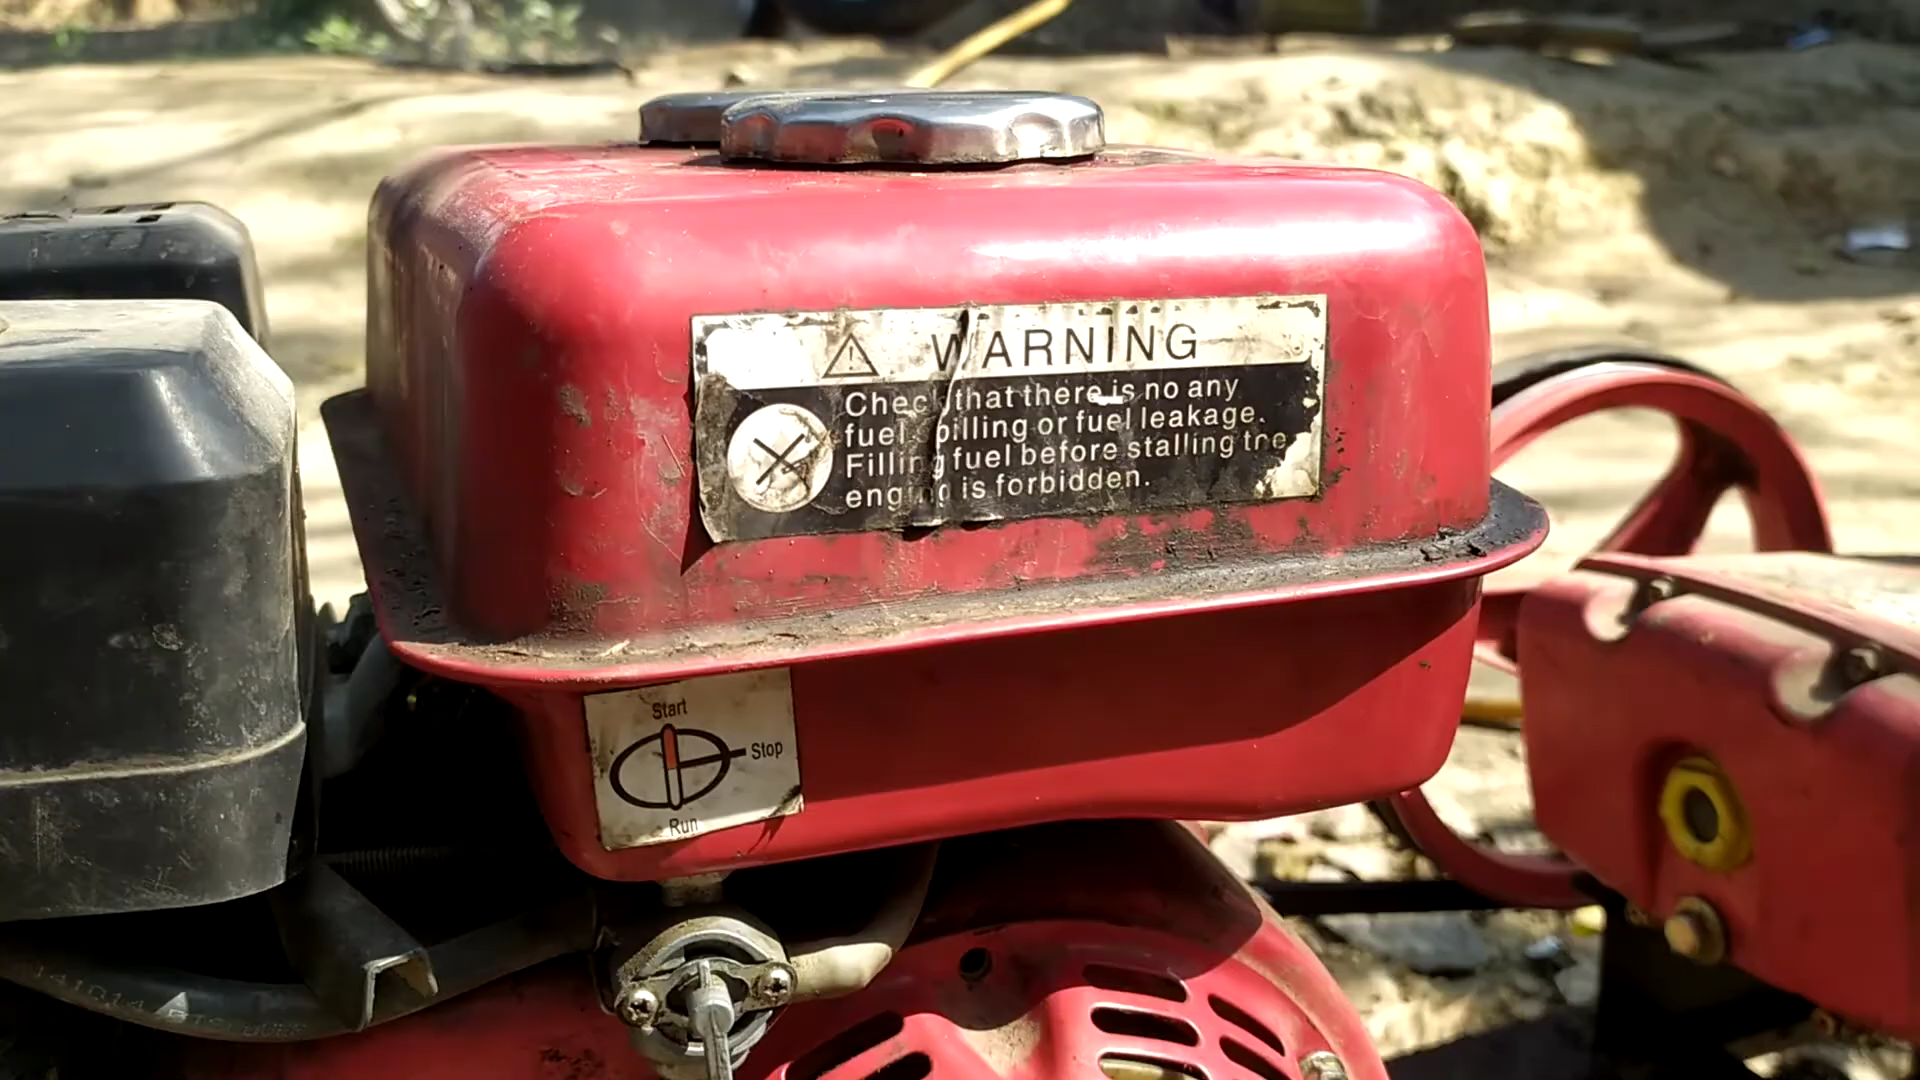 WARNING
Check that there is no any
fuel spilling or fuel leakage.
Filling fuel before stalling the
enging is forbidden.
Start
Stop
Run